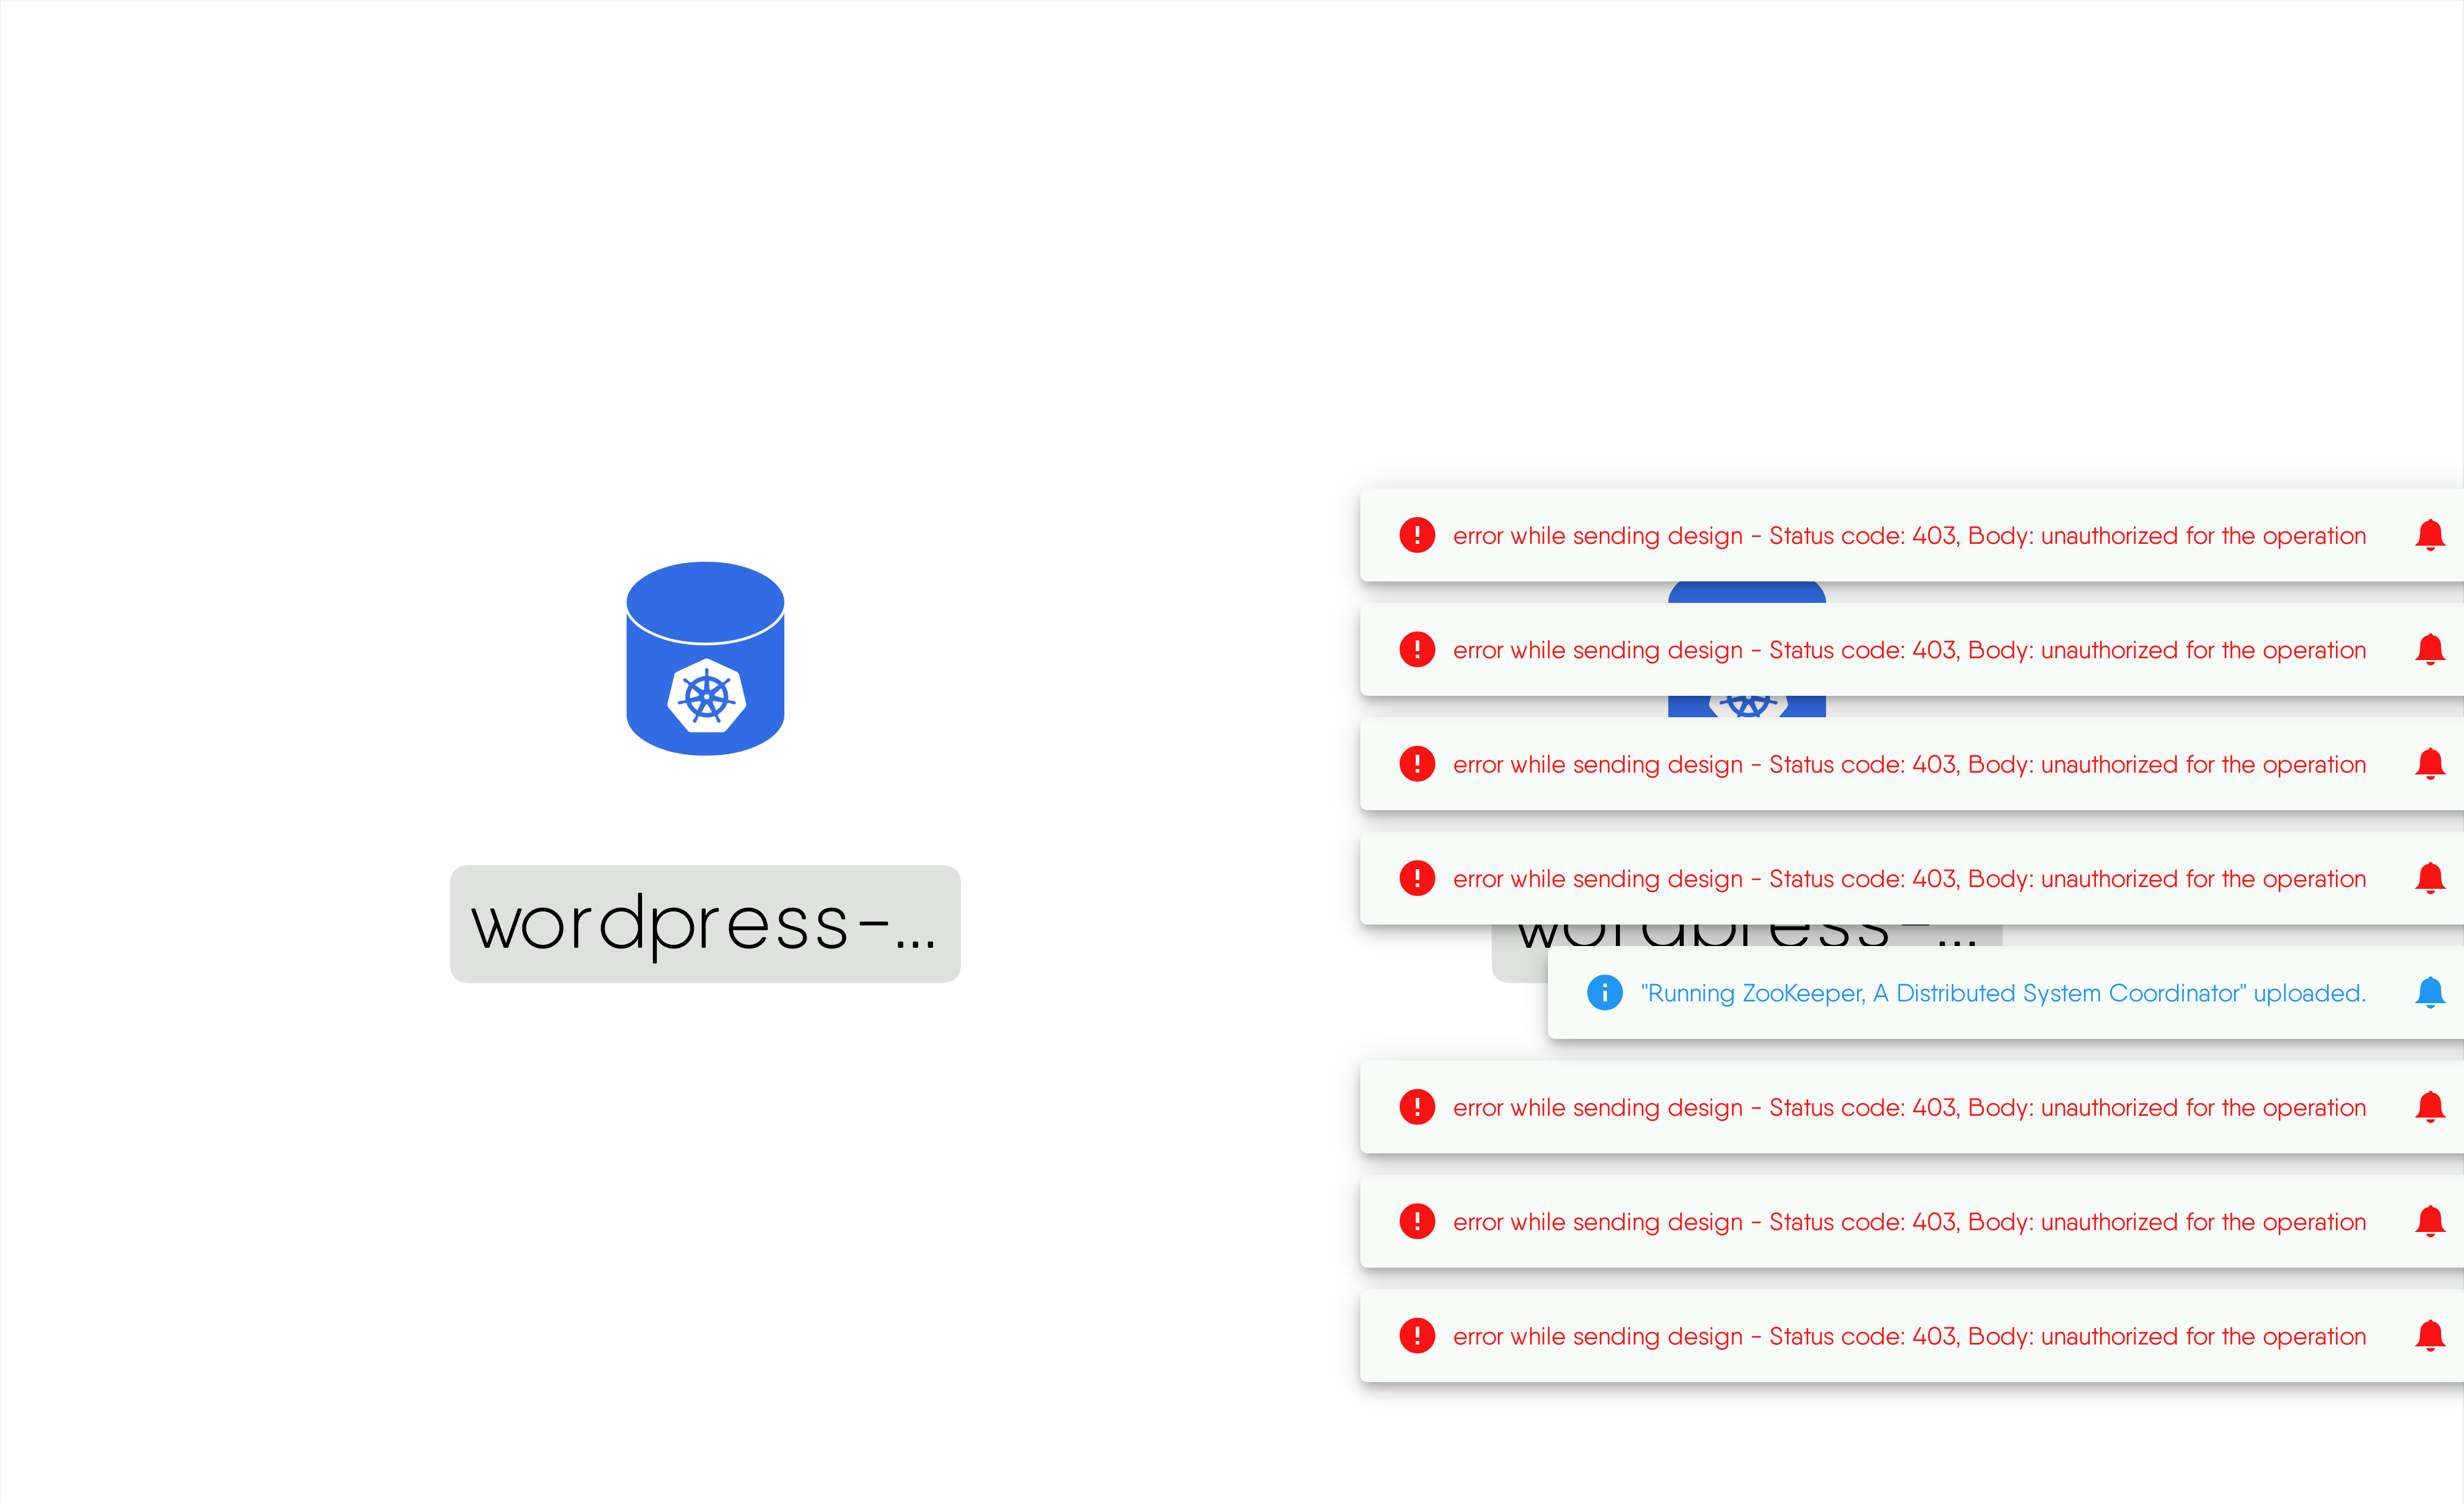 error while sending design - Status code: 403, Body: unauthorized for the operation
error while sending design - Status code: 403, Body: unauthorized for the operation
error while sending design - Status code: 403, Body: unauthorized for the operation
error while sending design - Status code: 403, Body: unauthorized for the operation
wordpress-...
wordpress-...
"Running ZooKeeper, A Distributed System Coordinator" uploaded.
error while sending design - Status code: 403, Body: unauthorized for the operation
error while sending design - Status code: 403, Body: unauthorized for the operation
error while sending design - Status code: 403, Body: unauthorized for the operation